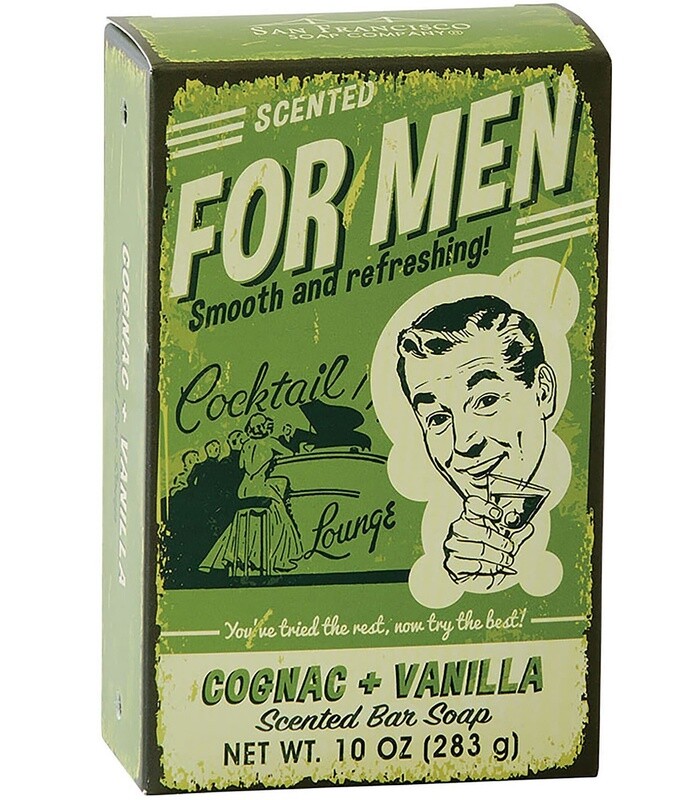 SAN FRANCISCO
SOAP COMPANY®
SCENTED
FOR MEN
Smooth and refreshing!
Cocktail
Lounge
You've tried the rest, now try the best!
COGNAC + VANILLA
Scented Bar Soap
NET WT. 10 OZ (283 g)
COGNAC + VANILLA